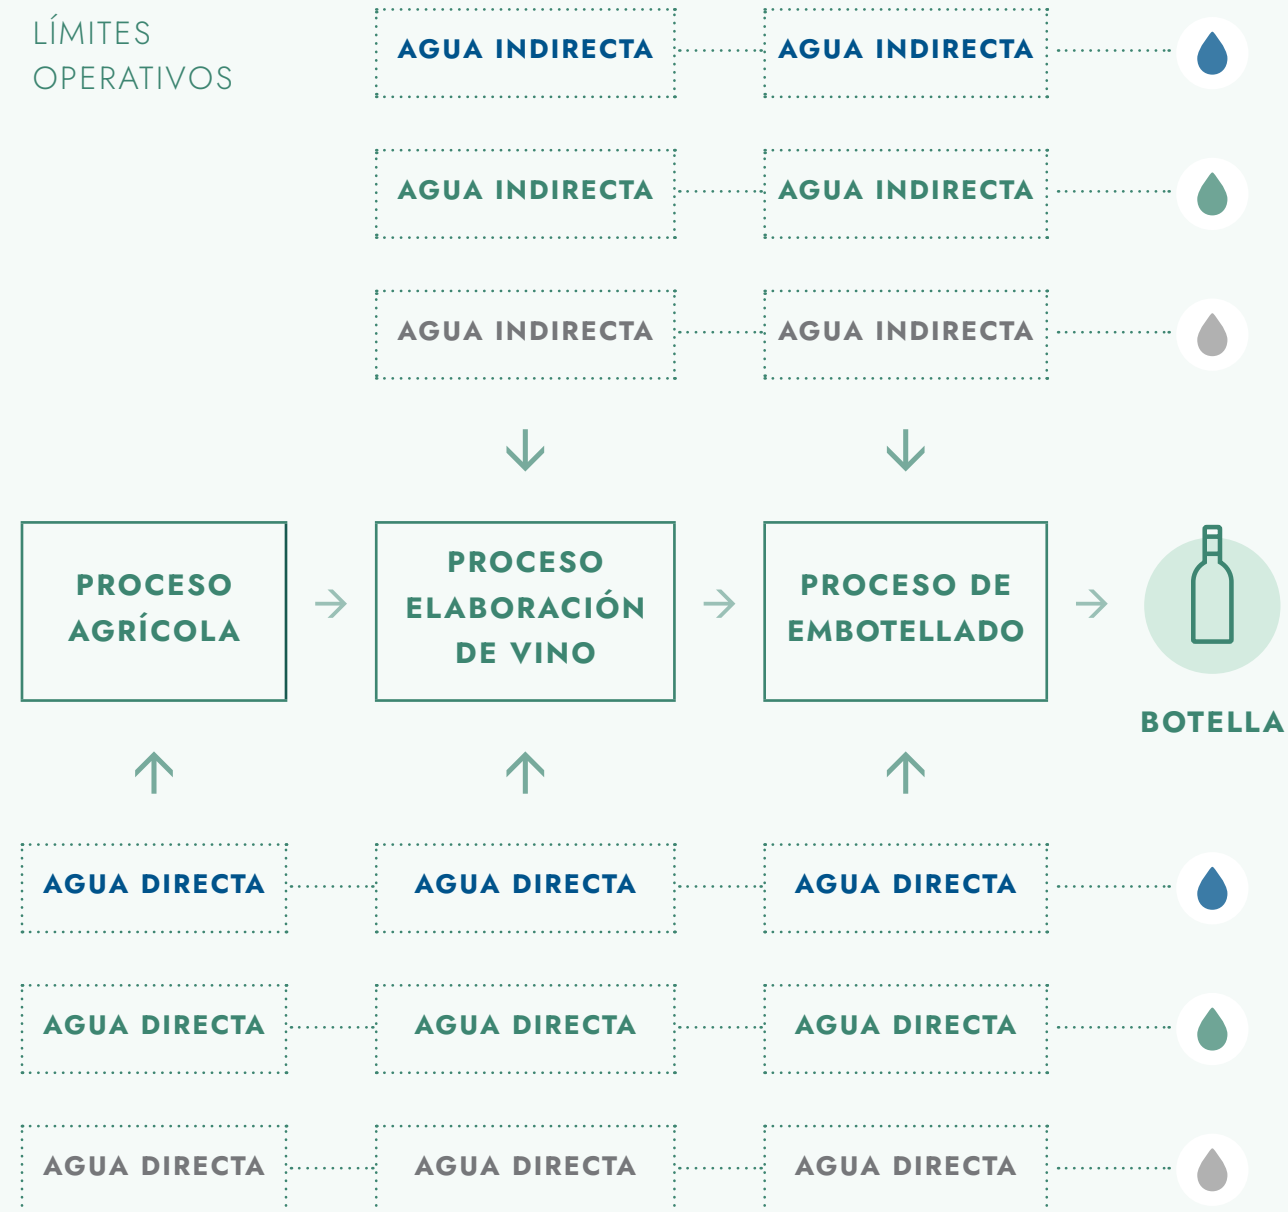 LÍMITES
OPERATIVOS
AGUA INDIRECTA AGUA INDIRECTA
AGUA INDIRECTA AGUA INDIRECTA
AGUA INDIRECTA AGUA INDIRECTA
PROCESO
AGRÍCOLA
PROCESO
ELABORACIÓN
DE VINO
PROCESO DE
EMBOTELLADO
BOTELLA
AGUA DIRECTA AGUA DIRECTA AGUA DIRECTA
AGUA DIRECTA AGUA DIRECTA AGUA DIRECTA
AGUA DIRECTA AGUA DIRECTA AGUA DIRECTA